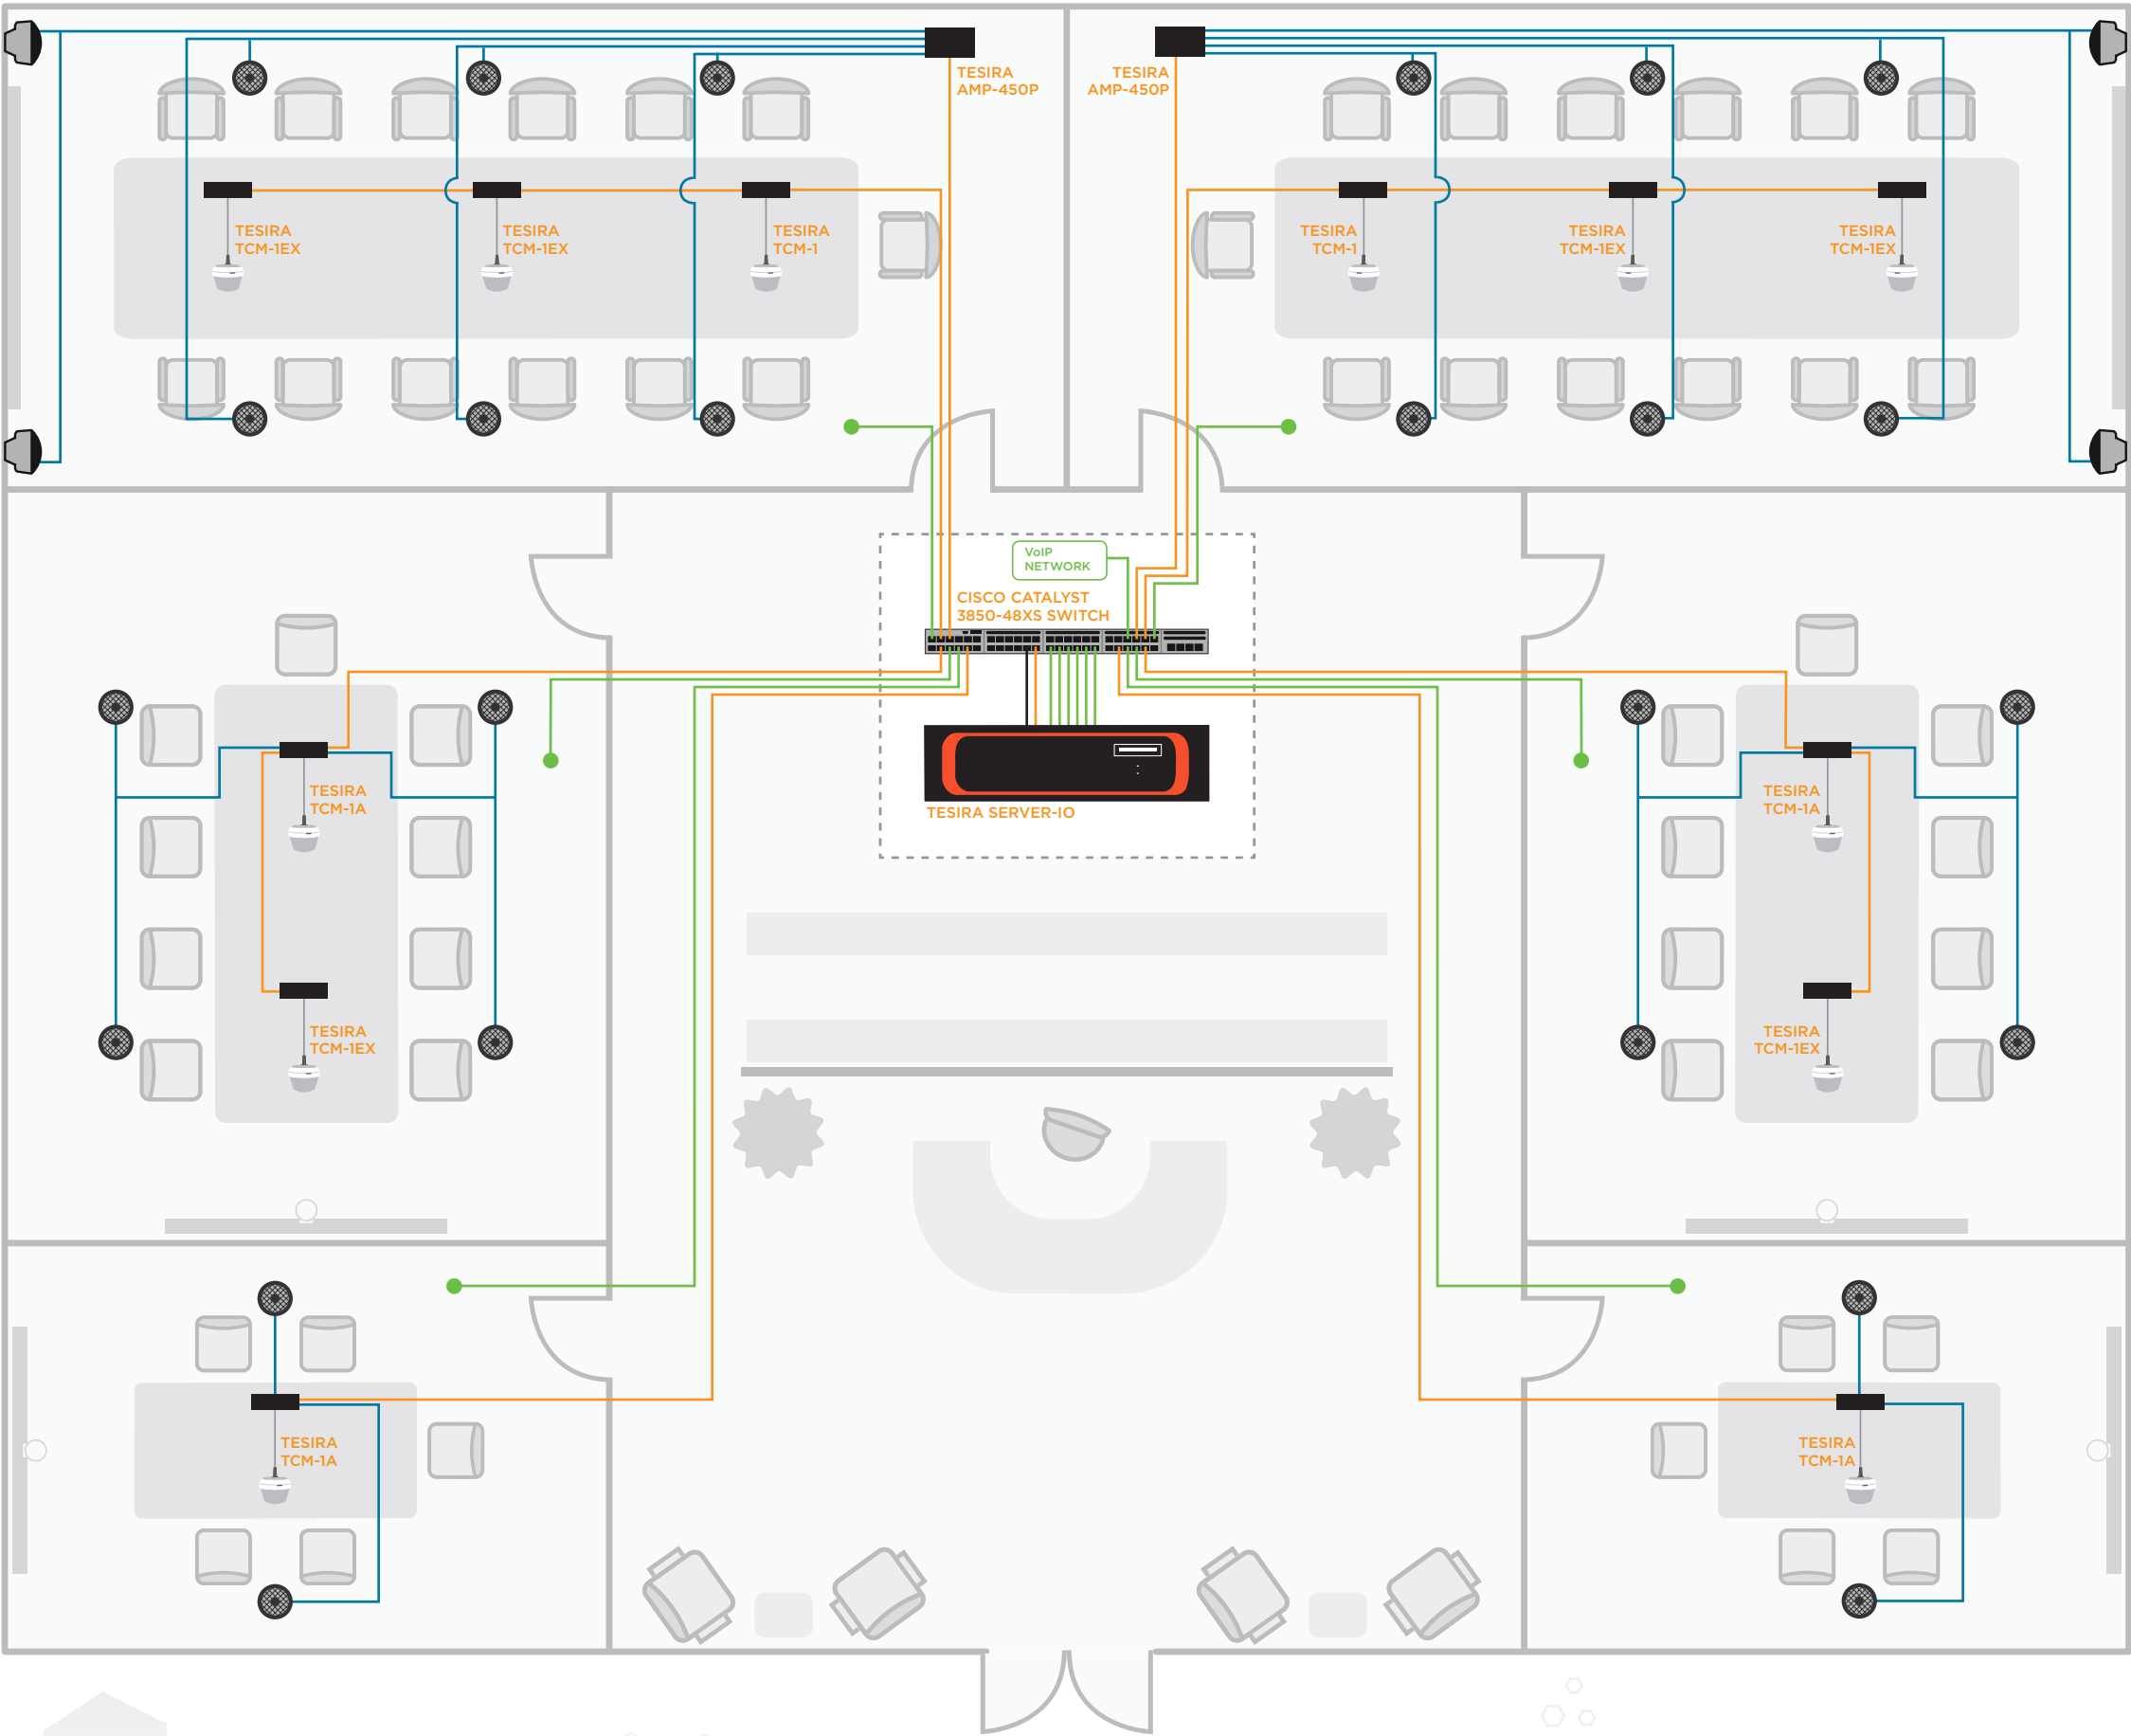 TESIRA
AMP-450P
TESIRA
AMP-450P
TESIRA
TCM-1EX
TESIRA
TCM-1EX
TESIRA
TCM-1
TESIRA
TCM-1
TESIRA
TCM-1EX
TESIRA
TCM-1EX
VoIP
NETWORK
CISCO CATALYST
3850-48XS SWITCH
TESIRA SERVER-IO
TESIRA
TCM-1A
TESIRA
TCM-1EX
TESIRA
TCM-1A
TESIRA
TCM-1EX
TESIRA
TCM-1A
TESIRA
TCM-1A